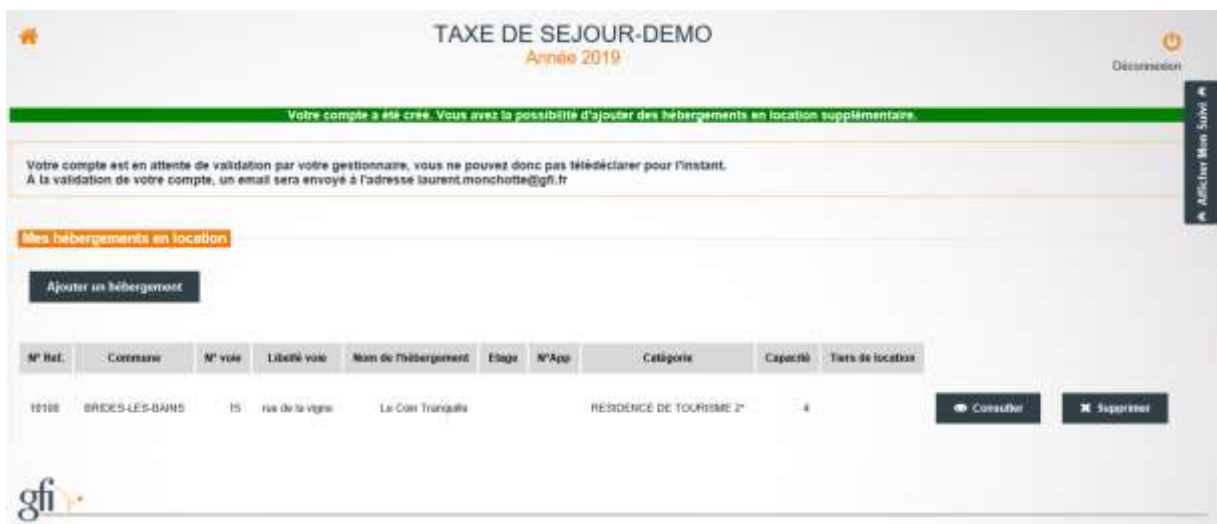 TAXE DE SEJOUR-DEMO
Année 2019
Déconnexion
Votre compte a été créé. Vous avez la possibilité d'ajouter des hébergements en location supplémentaire.
Afficher Mon Suivi
Votre compte est en attente de validation par votre gestionnaire, vous ne pouvez donc pas télédéclarer pour l'instant.
A la validation de votre compte, un email sera envoyé à l'adresse laurent.monchotte@gfi.fr
Mes hébergements en location
Ajouter un hébergement
N° Ref. Commune N° voie Libellé voie Nom de l'hébergement Etage N°App Catégorie Capacité Tiers de location
BRIDES-LES-BAINS 15 rue de la vigne Le Coin Tranquille RESIDENCE DE TOURISME 2* 4 Consulter Supprimer
gfi